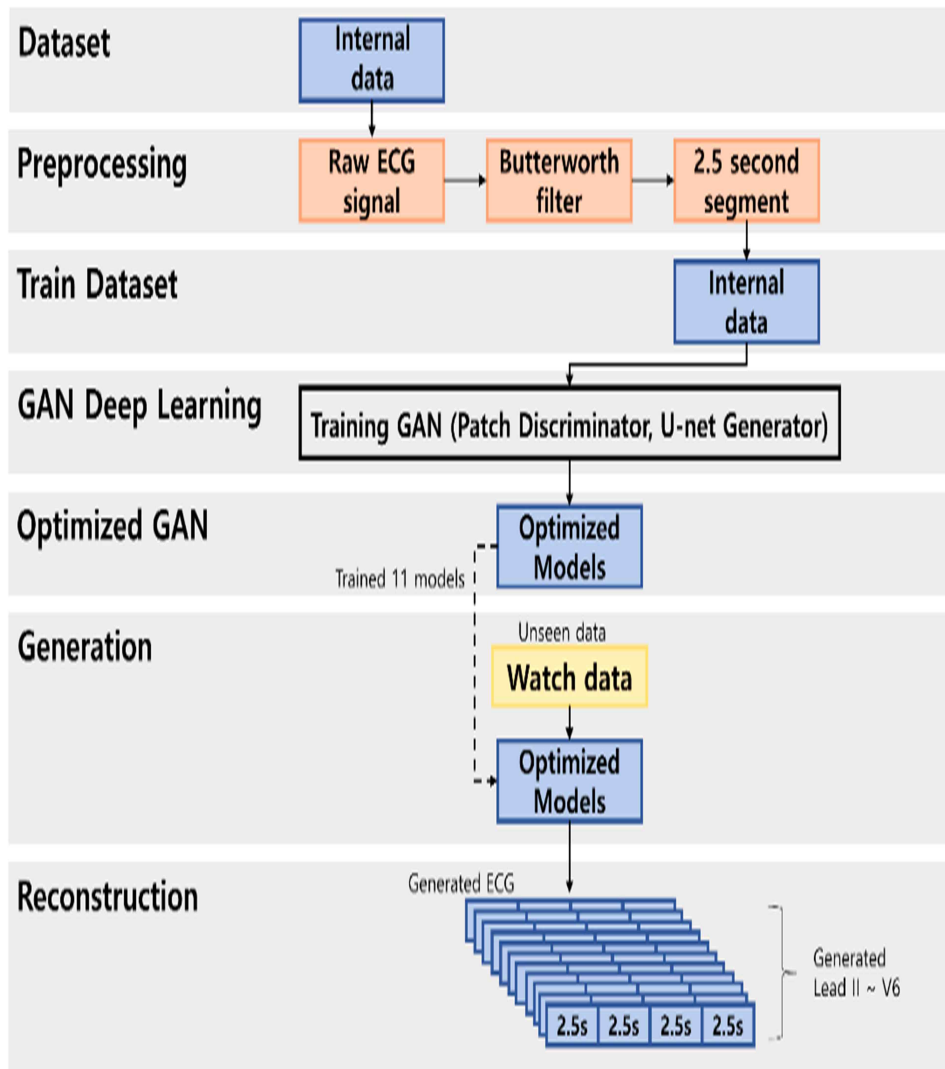 Dataset
Internal
data
Preprocessing
Raw ECG
signal
Butterworth
filter
2.5 second
segment
Train Dataset
Internal
data
GAN Deep Learning
Training GAN (Patch Discriminator, U-net Generator)
Optimized GAN
Optimized
Models
Trained 11 models
Generation
Unseen data
Watch data
Optimized
Models
Reconstruction
Generated ECG
Generated
Lead II ~ V6
2.5s 2.5s 2.5s 2.5s